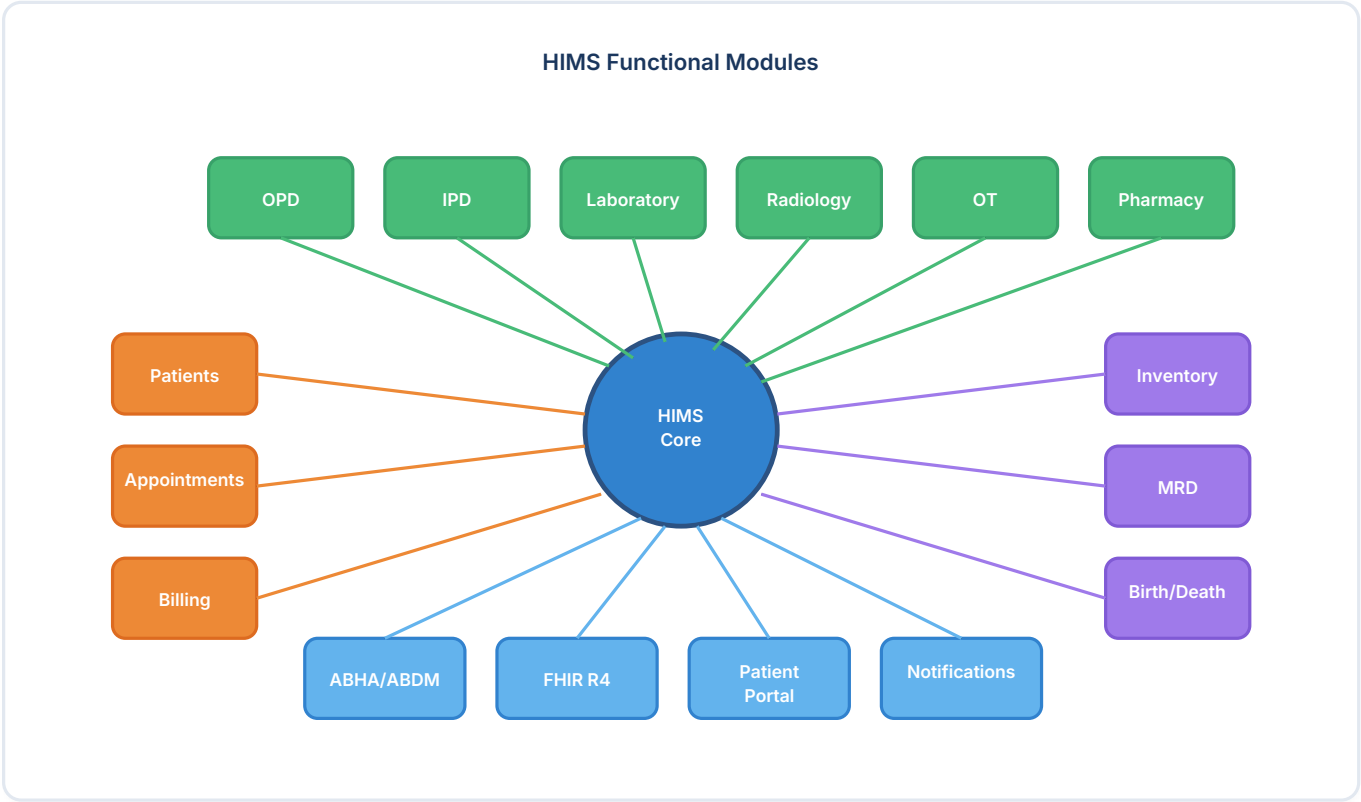 HIMS Functional Modules
OPD
IPD
Laboratory
Radiology
OT
Pharmacy
Patients
Inventory
HIMS
Core
Appointments
MRD
Billing
Birth/Death
ABHA/ABDM
FHIR R4
Patient
Portal
Notifications